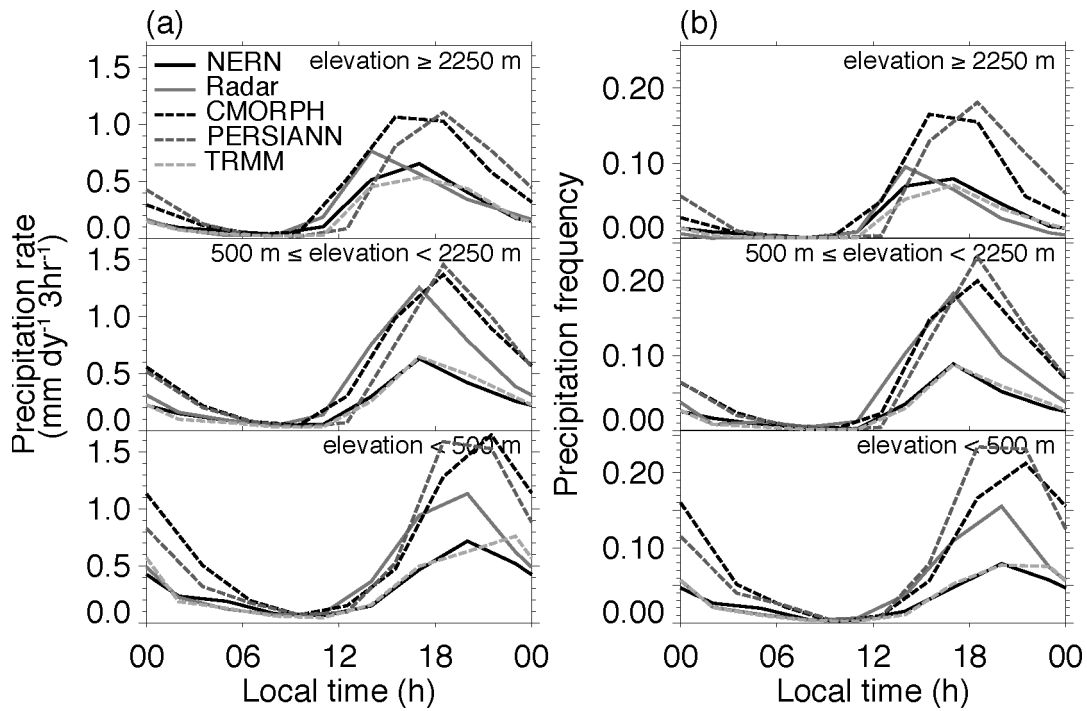 (a)
(b)
NERN
Radar
CMORPH
PERSIANN
TRMM
elevation ≥ 2250 m
1.5
1.0
0.5
0.0
500 m ≤ elevation < 2250 m
1.5
1.0
0.5
0.0
elevation < 500 m
1.5
1.0
0.5
0.0
Precipitation rate
(mm dy⁻¹ 3hr⁻¹)
00 06 12 18 00
Local time (h)
elevation ≥ 2250 m
0.20
0.10
0.00
500 m ≤ elevation < 2250 m
0.20
0.10
0.00
elevation < 500 m
0.20
0.10
0.00
Precipitation frequency
00 06 12 18 00
Local time (h)